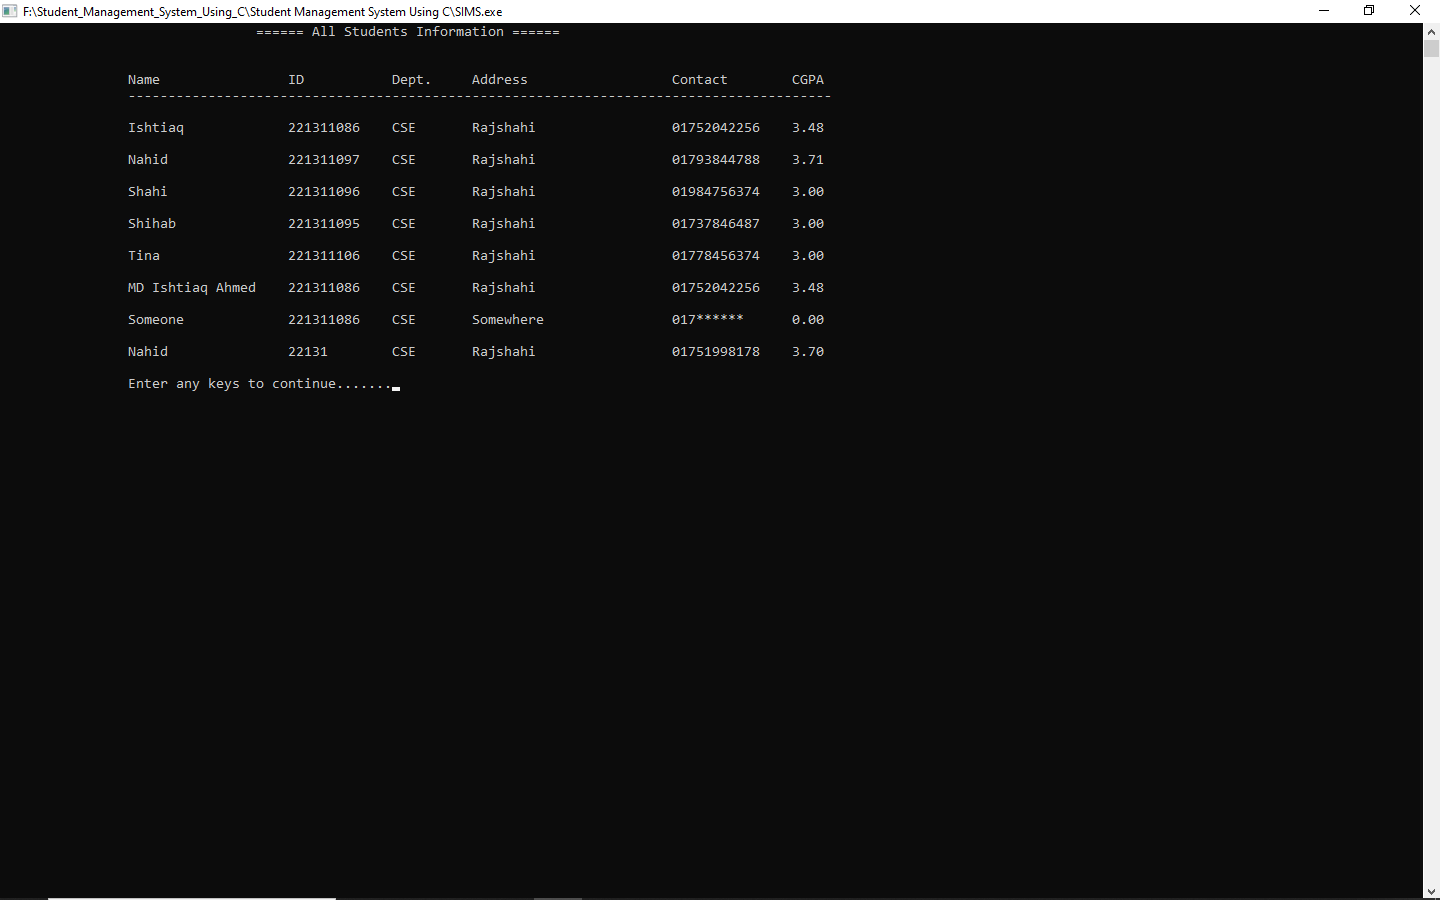 F:\Student_Management_System_Using_C\Student Management System Using C\SIMS.exe
====== All Students Information ======
Name ID Dept. Address Contact CGPA
----------------------------------------------------------------------------------------
Ishtiaq 221311086 CSE Rajshahi 01752042256 3.48
Nahid 221311097 CSE Rajshahi 01793844788 3.71
Shahi 221311096 CSE Rajshahi 01984756374 3.00
Shihab 221311095 CSE Rajshahi 01737846487 3.00
Tina 221311106 CSE Rajshahi 01778456374 3.00
MD Ishtiaq Ahmed 221311086 CSE Rajshahi 01752042256 3.48
Someone 221311086 CSE Somewhere 017****** 0.00
Nahid 22131 CSE Rajshahi 01751998178 3.70
Enter any keys to continue.......